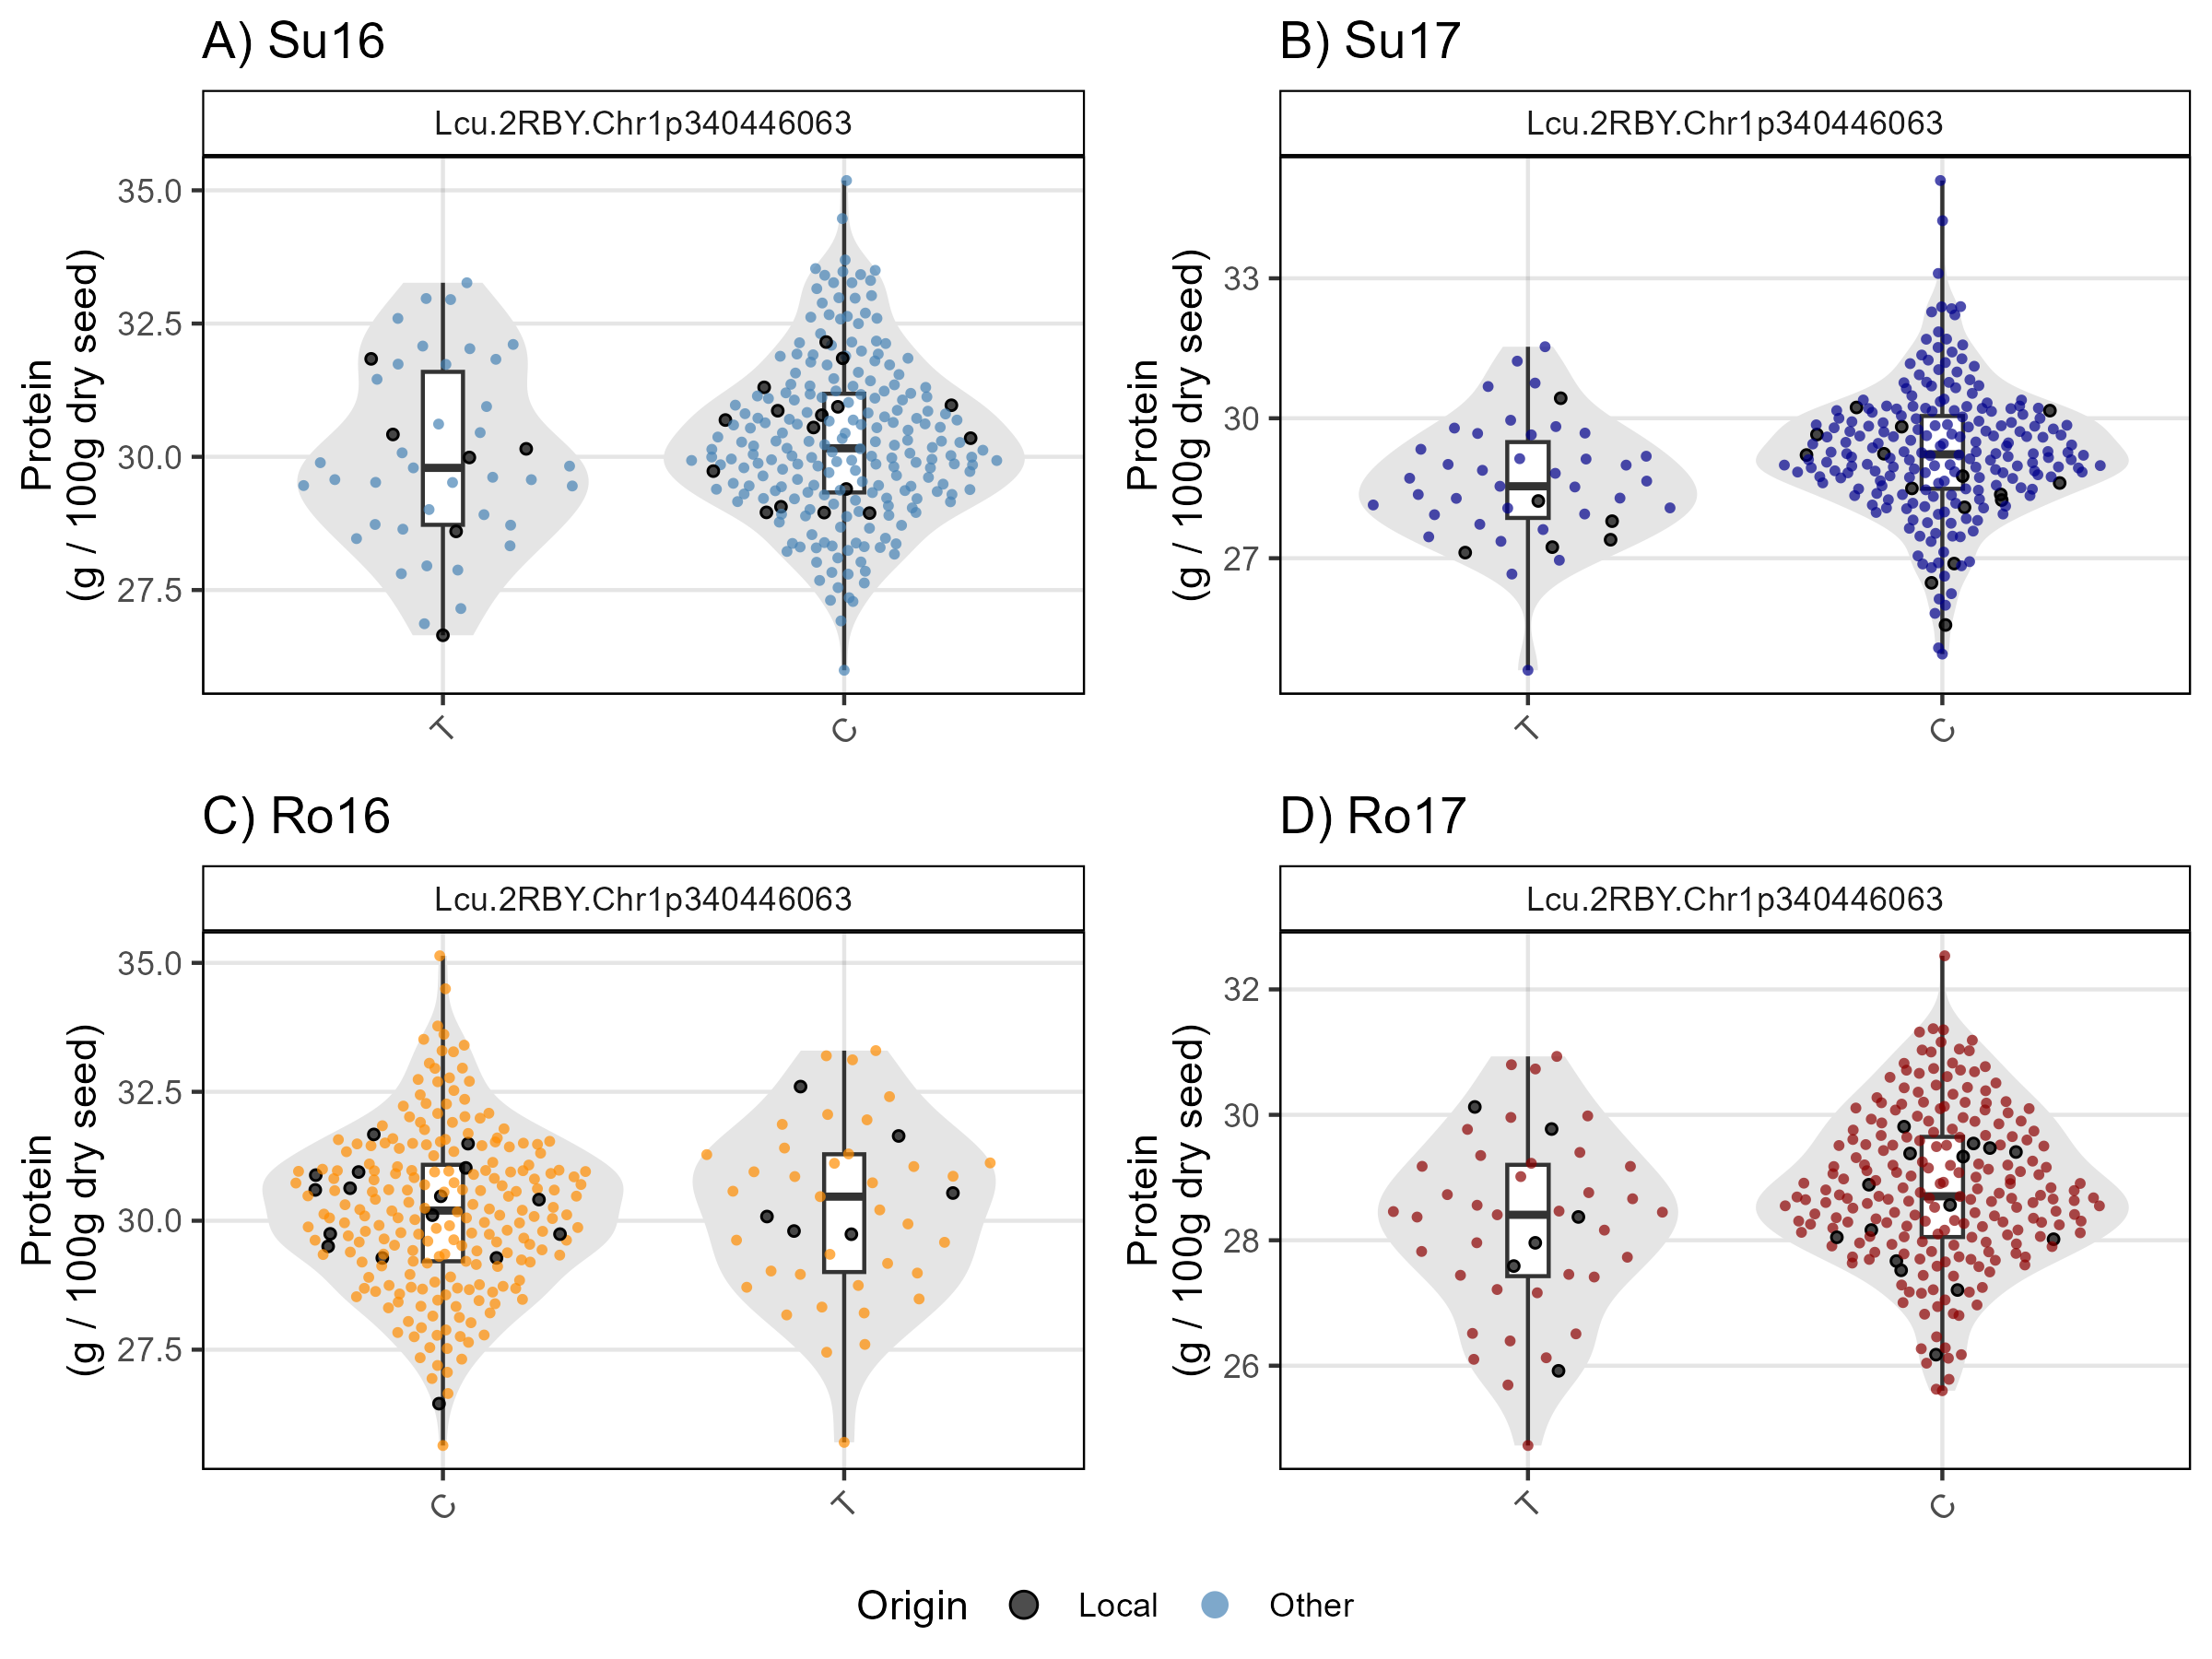 A) Su16
Lcu.2RBY.Chr1p340446063
Protein
(g / 100g dry seed)
35.0
32.5
30.0
27.5
T
C
B) Su17
Lcu.2RBY.Chr1p340446063
Protein
(g / 100g dry seed)
33
30
27
T
C
C) Ro16
Lcu.2RBY.Chr1p340446063
Protein
(g / 100g dry seed)
35.0
32.5
30.0
27.5
C
T
D) Ro17
Lcu.2RBY.Chr1p340446063
Protein
(g / 100g dry seed)
32
30
28
26
T
C
Origin Local Other